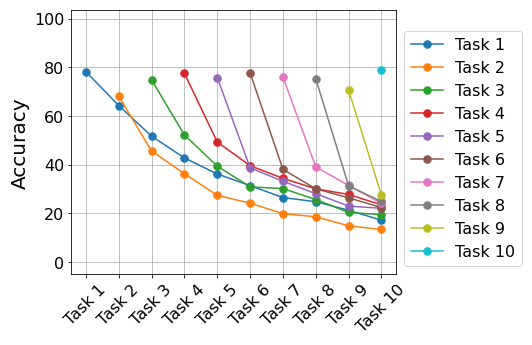 Accuracy
100
80
60
40
20
0
Task 1
Task 2
Task 3
Task 4
Task 5
Task 6
Task 7
Task 8
Task 9
Task 10
Task 1
Task 2
Task 3
Task 4
Task 5
Task 6
Task 7
Task 8
Task 9
Task 10